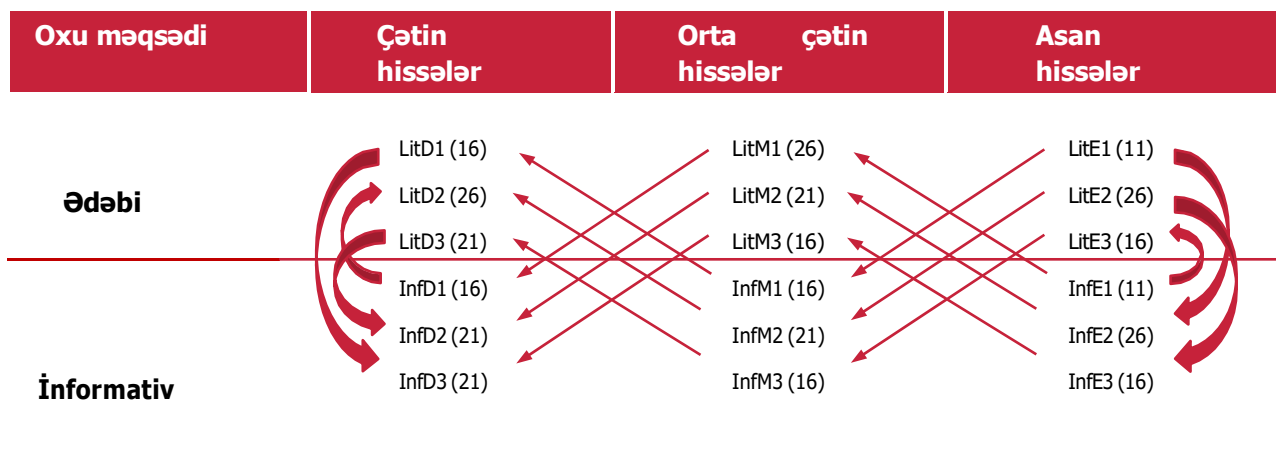 Oxu məqsədi
Çətin
hissələr
Orta çətin
hissələr
Asan
hissələr
Ədəbi
LitD1 (16)
LitM1 (26)
LitE1 (11)
LitD2 (26)
LitM2 (21)
LitE2 (26)
LitD3 (21)
LitM3 (16)
LitE3 (16)
İnformativ
InfD1 (16)
InfM1 (16)
InfE1 (11)
InfD2 (21)
InfM2 (21)
InfE2 (26)
InfD3 (21)
InfM3 (16)
InfE3 (16)